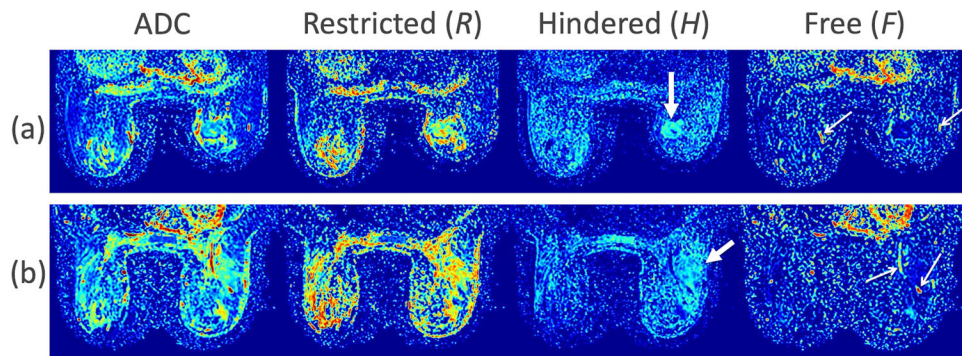 ADC Restricted (R) Hindered (H) Free (F)
(a)
(b)